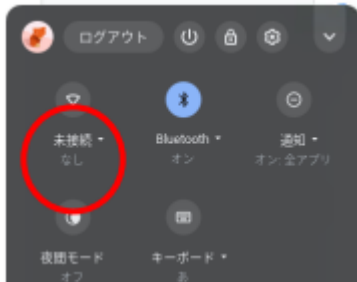 ログアウト
未接続 Bluetooth 通知
なし オン オン: 全アプリ
夜間モード キーボード
オフ あ